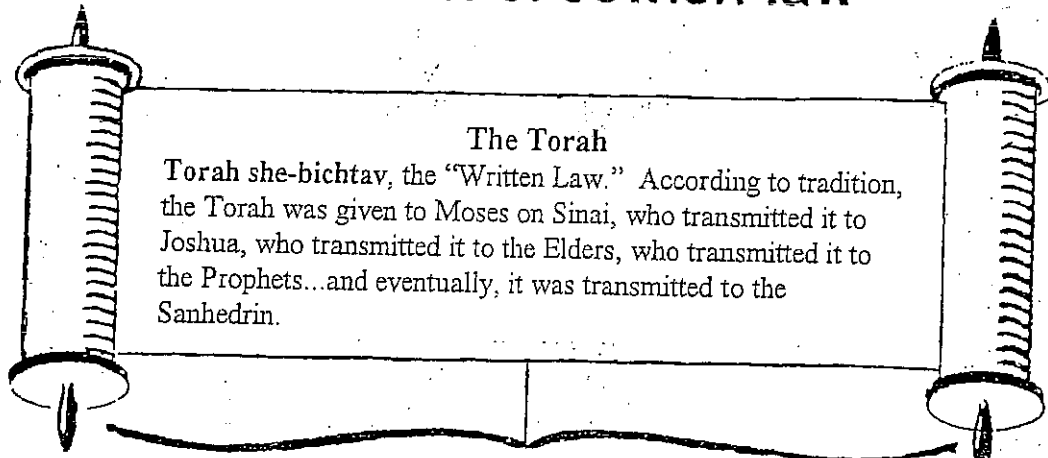 The Torah
Torah she-bichtav, the “Written Law.” According to tradition,
the Torah was given to Moses on Sinai, who transmitted it to
Joshua, who transmitted it to the Elders, who transmitted it to
the Prophets...and eventually, it was transmitted to the
Sanhedrin.